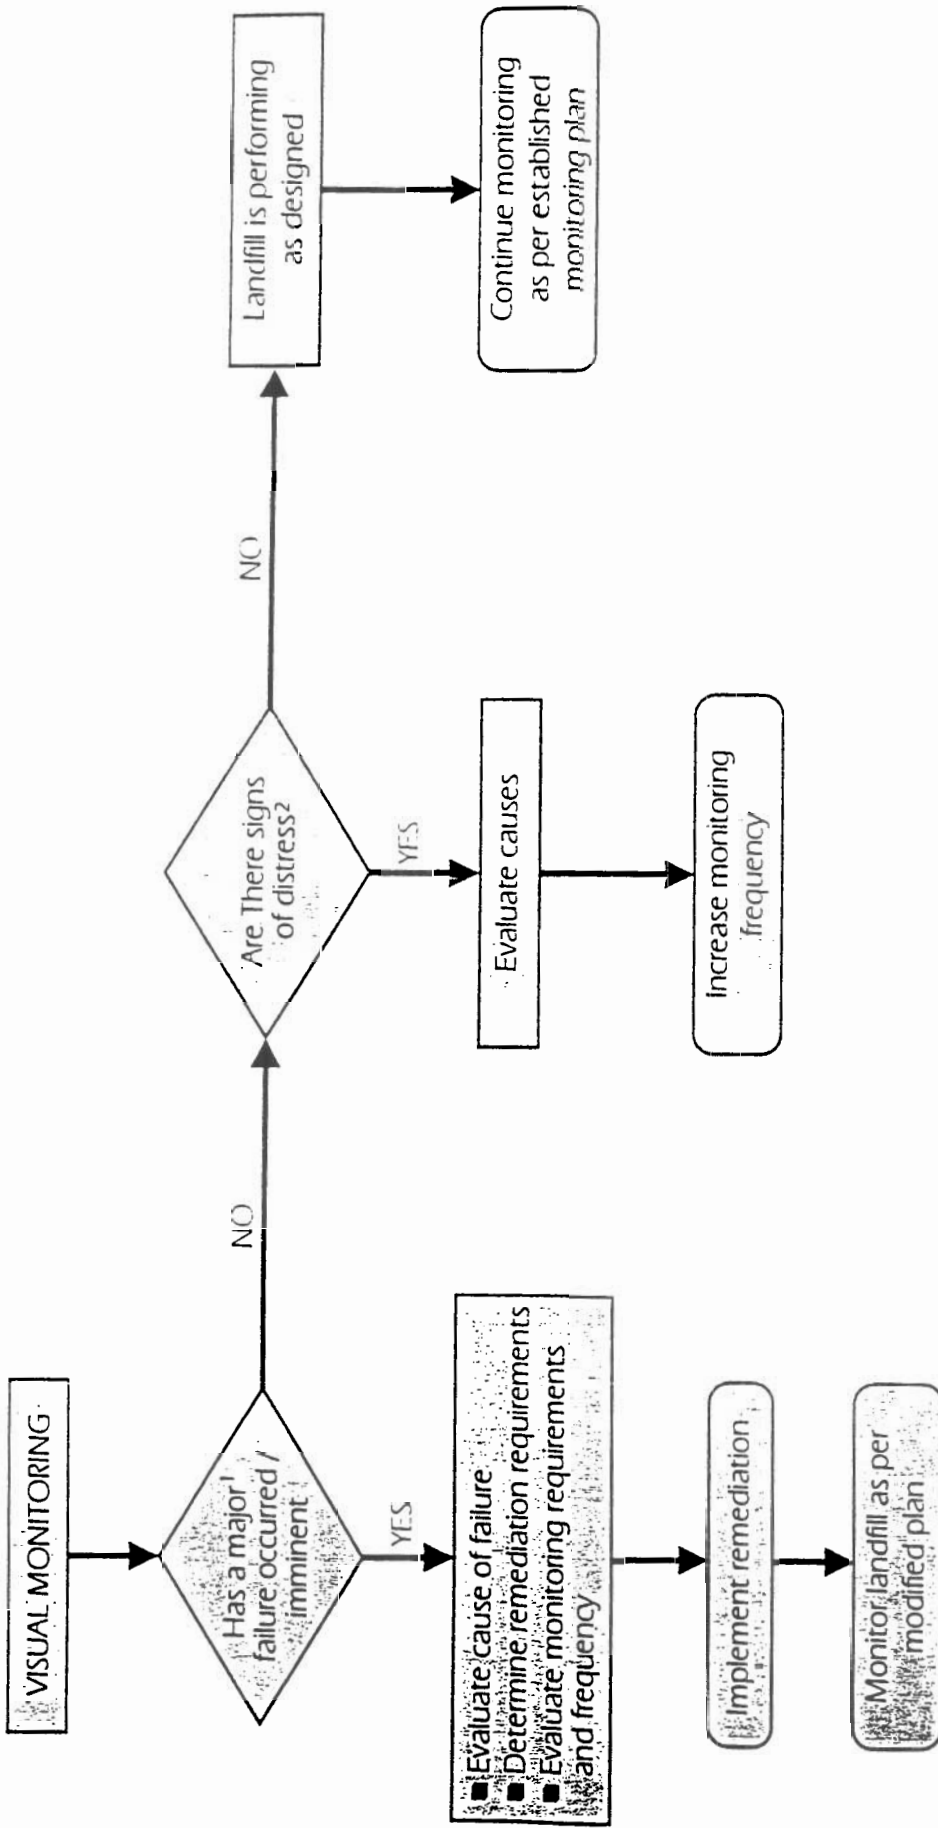 VISUAL MONITORING
Has a major¹
failure occurred /
imminent
NO
YES
■ Evaluate cause of failure
■ Determine remediation requirements
■ Evaluate monitoring requirements
and frequency
Implement remediation
Monitor landfill as per
modified plan
Are There signs
of distress²
NO
YES
Evaluate causes
Increase monitoring
frequency
Landfill is performing
as designed
Continue monitoring
as per established
monitoring plan